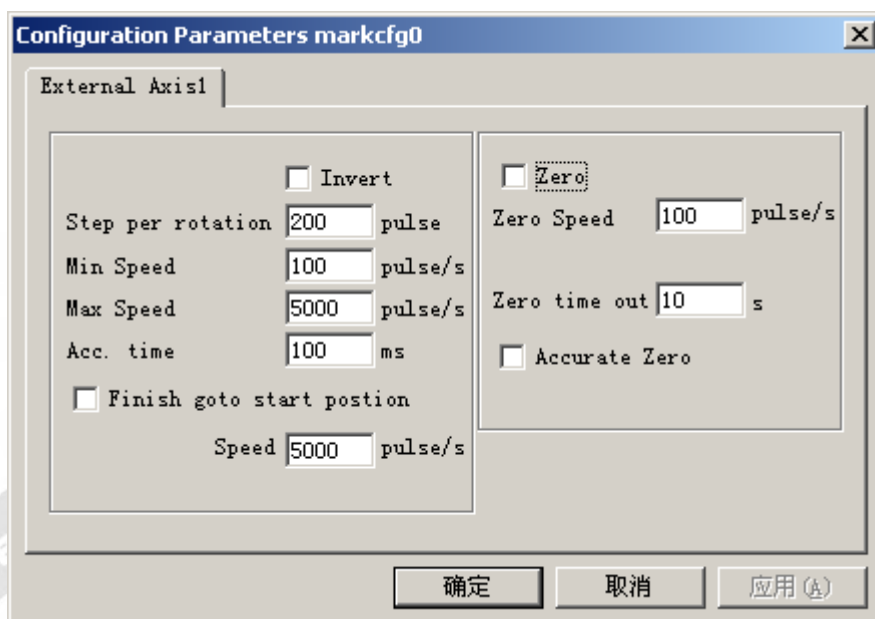 Configuration Parameters markcfg0
External Axis1
Invert
Step per rotation 200 pulse
Min Speed 100 pulse/s
Max Speed 5000 pulse/s
Acc. time 100 ms
Finish goto start postion
Speed 5000 pulse/s
Zero
Zero Speed 100 pulse/s
Zero time out 10 s
Accurate Zero
确定 取消 应用(A)